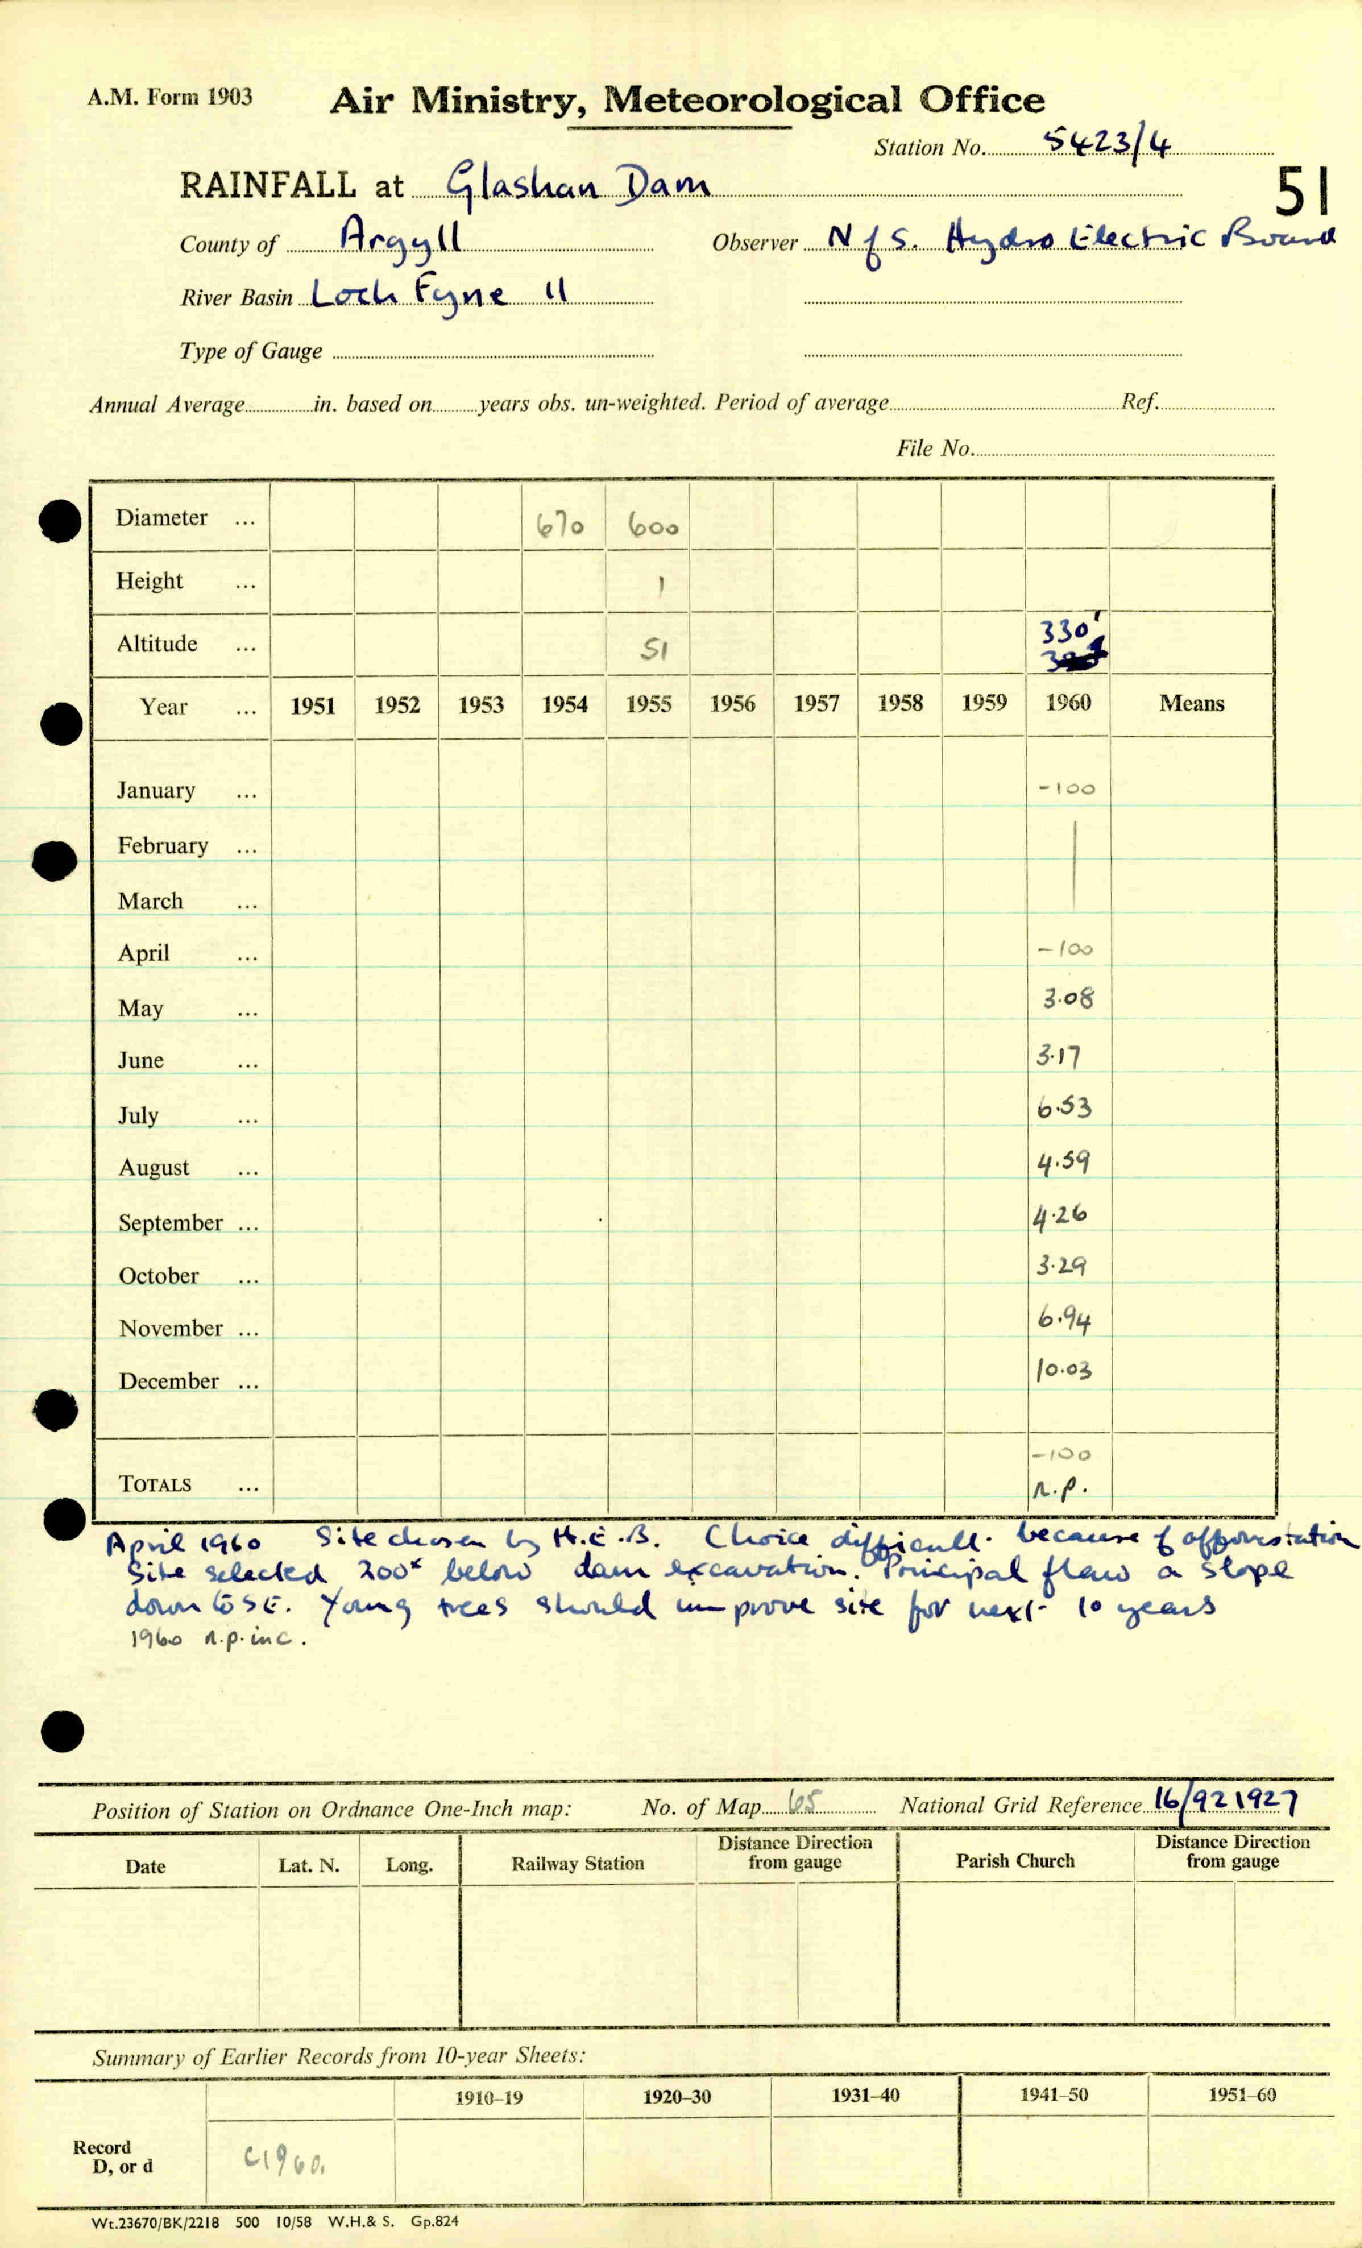 A.M. Form 1903 Air Ministry, Meteorological Office
Station No. 5423/4
RAINFALL at Glashan Dam 51
County of Argyll Observer N of S. Hydro Electric Board
River Basin Loch Fyne 11
Type of Gauge
Annual Average in. based on years obs. un-weighted. Period of average Ref.
File No.
Diameter ... 670 600
Height ... 1
Altitude ... 51 330'
Year ... 1951 1952 1953 1954 1955 1956 1957 1958 1959 1960 Means
January ... -100
February ...
March ...
April ... -100
May ... 3.08
June ... 3.17
July ... 6.53
August ... 4.59
September ... 4.26
October ... 3.29
November ... 6.94
December ... 10.03
-100
TOTALS ... n.p.
April 1960 Site chosen by H.E.B. Choice difficult because of afforestation
Site selected 200x below dam excavation. Principal flaw a slope
down to SE. Young trees should improve site for next 10 years
1960 n.p. inc.
Position of Station on Ordnance One-Inch map: No. of Map 65 National Grid Reference 16/921927
Date Lat. N. Long. Railway Station Distance Direction from gauge Parish Church Distance Direction from gauge
Summary of Earlier Records from 10-year Sheets:
1910-19 1920-30 1931-40 1941-50 1951-60
Record
D, or d C1960.
Wt.23670/BK/2218 500 10/58 W.H.& S. Gp.824